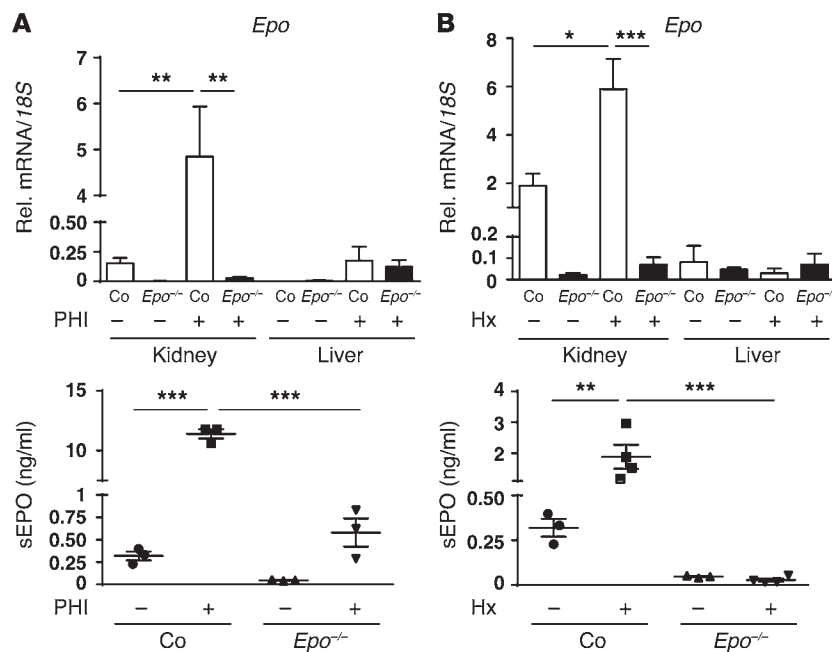 A
Epo
Rel. mRNA/18S
7
6
5
4
0.50
0.25
0
** **
Co Epo–/– Co Epo–/– Co Epo–/– Co Epo–/–
PHI – – + + – – + +
Kidney Liver
sEPO (ng/ml)
15
10
1
0.75
0.50
0.25
0
*** ***
PHI – + – +
Co Epo–/–
B
Epo
Rel. mRNA/18S
8
6
4
2
0.2
0.1
0
* ***
Co Epo–/– Co Epo–/– Co Epo–/– Co Epo–/–
Hx – – + + – – + +
Kidney Liver
sEPO (ng/ml)
4
3
2
1
0.50
0.25
0
** ***
Hx – + – +
Co Epo–/–